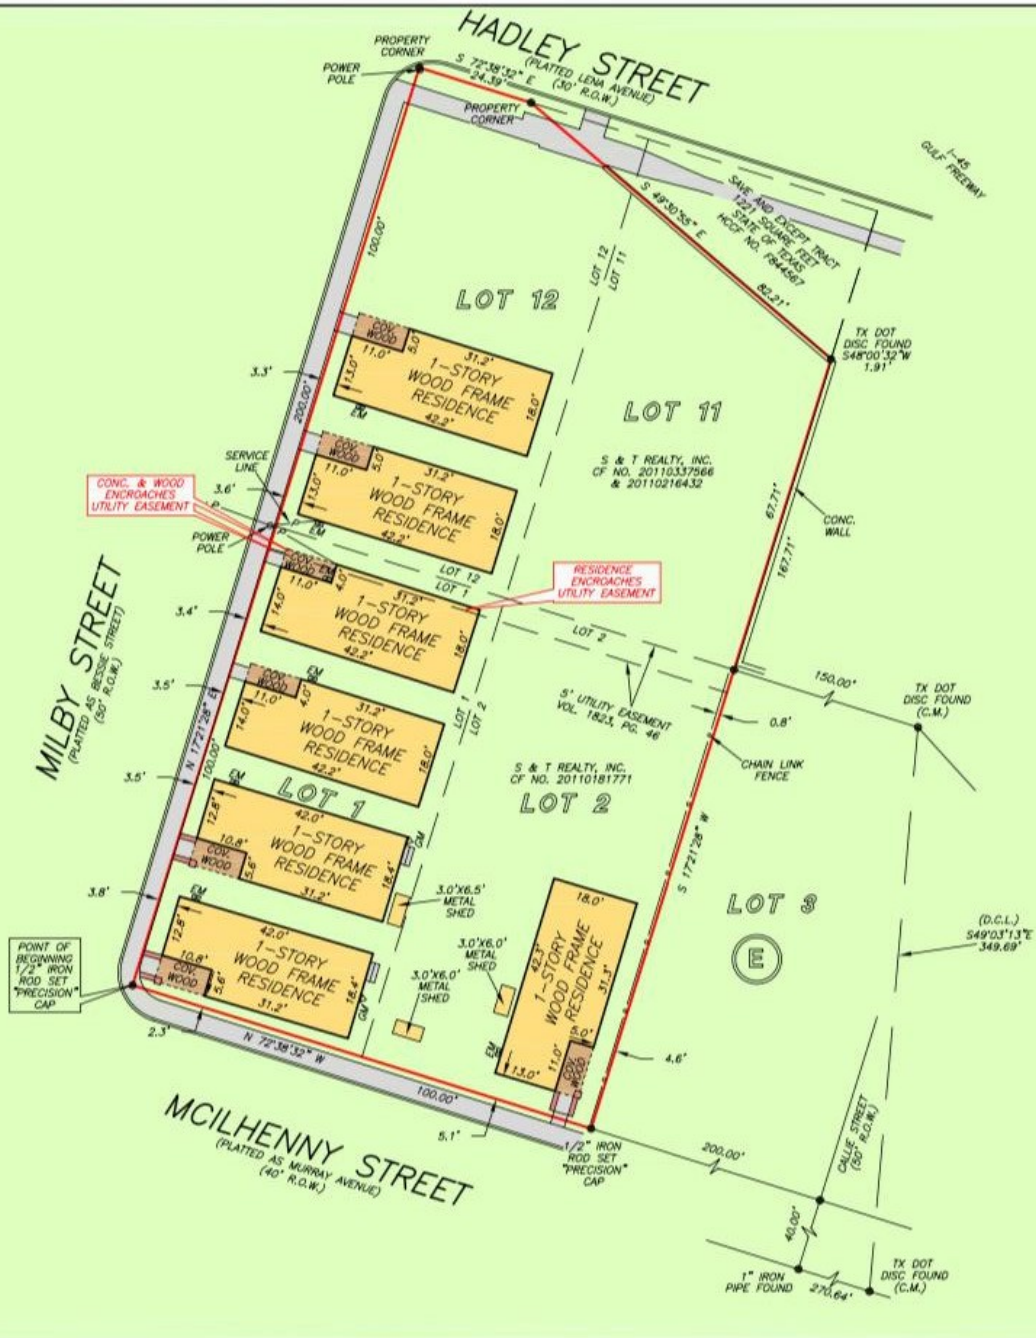 HADLEY STREET
(PLATTED LENA AVENUE)
(30' R.O.W.)
PROPERTY
CORNER
POWER
POLE
S 72°38'32" E
24.39'
PROPERTY
CORNER
I-45
GULF FREEWAY
S 49°30'55" E
82.21'
SAVE AND EXCEPT TRACT
1221 SQUARE FEET
STATE OF TEXAS
HCCF NO. F844567
100.00'
LOT 12
LOT 11
LOT 12
TX DOT
DISC FOUND
S48°00'32"W
1.91'
COV.
WOOD
11.0'
5.0'
31.2'
13.0'
1-STORY
WOOD FRAME
RESIDENCE
42.2'
18.0'
EM
3.3'
200.00'
LOT 11
S & T REALTY, INC.
CF NO. 20110337566
& 20110216432
COV.
WOOD
11.0'
5.0'
31.2'
13.0'
1-STORY
WOOD FRAME
RESIDENCE
42.2'
18.0'
EM
SERVICE
LINE
3.6'
P
P
P
POWER
POLE
CONC. & WOOD
ENCROACHES
UTILITY EASEMENT
67.71'
CONC.
WALL
167.71'
LOT 12
LOT 1
RESIDENCE
ENCROACHES
UTILITY EASEMENT
COV.
WOOD
EM
11.0'
4.0'
31.2'
14.0'
1-STORY
WOOD FRAME
RESIDENCE
42.2'
18.0'
3.4'
MILBY STREET
(PLATTED AS BESSIE STREET)
(50' R.O.W.)
LOT 2
5' UTILITY EASEMENT
VOL. 1823, PG. 46
150.00'
TX DOT
DISC FOUND
(C.M.)
0.8'
CHAIN LINK
FENCE
3.5'
EM
COV.
WOOD
11.0'
4.0'
31.2'
14.0'
1-STORY
WOOD FRAME
RESIDENCE
42.2'
18.0'
LOT 1
LOT 2
N 17°21'28" E
100.00'
S & T REALTY, INC.
CF NO. 20110181771
LOT 2
LOT 1
3.5'
EM
12.8'
42.0'
1-STORY
WOOD FRAME
RESIDENCE
10.8'
COV.
WOOD
5.6'
31.2'
18.4'
GM
S 17°21'28" W
3.0'X6.5'
METAL
SHED
3.8'
EM
12.8'
42.0'
1-STORY
WOOD FRAME
RESIDENCE
10.8'
COV.
WOOD
5.6'
31.2'
18.4'
GM
3.0'X6.0'
METAL
SHED
3.0'X6.0'
METAL
SHED
18.0'
42.3'
1-STORY
WOOD FRAME
RESIDENCE
31.3'
11.0'
COV.
WOOD
13.0'
EM
4.6'
LOT 3
E
(D.C.L.)
S49°03'13"E
349.69'
POINT OF
BEGINNING
1/2" IRON
ROD SET
"PRECISION"
CAP
2.3'
N 72°38'32" W
100.00'
5.1'
MCILHENNY STREET
(PLATTED AS MURRAY AVENUE)
(40' R.O.W.)
1/2" IRON
ROD SET
"PRECISION"
CAP
200.00'
CALLIE STREET
(50' R.O.W.)
40.00'
1" IRON
PIPE FOUND
270.64'
TX DOT
DISC FOUND
(C.M.)